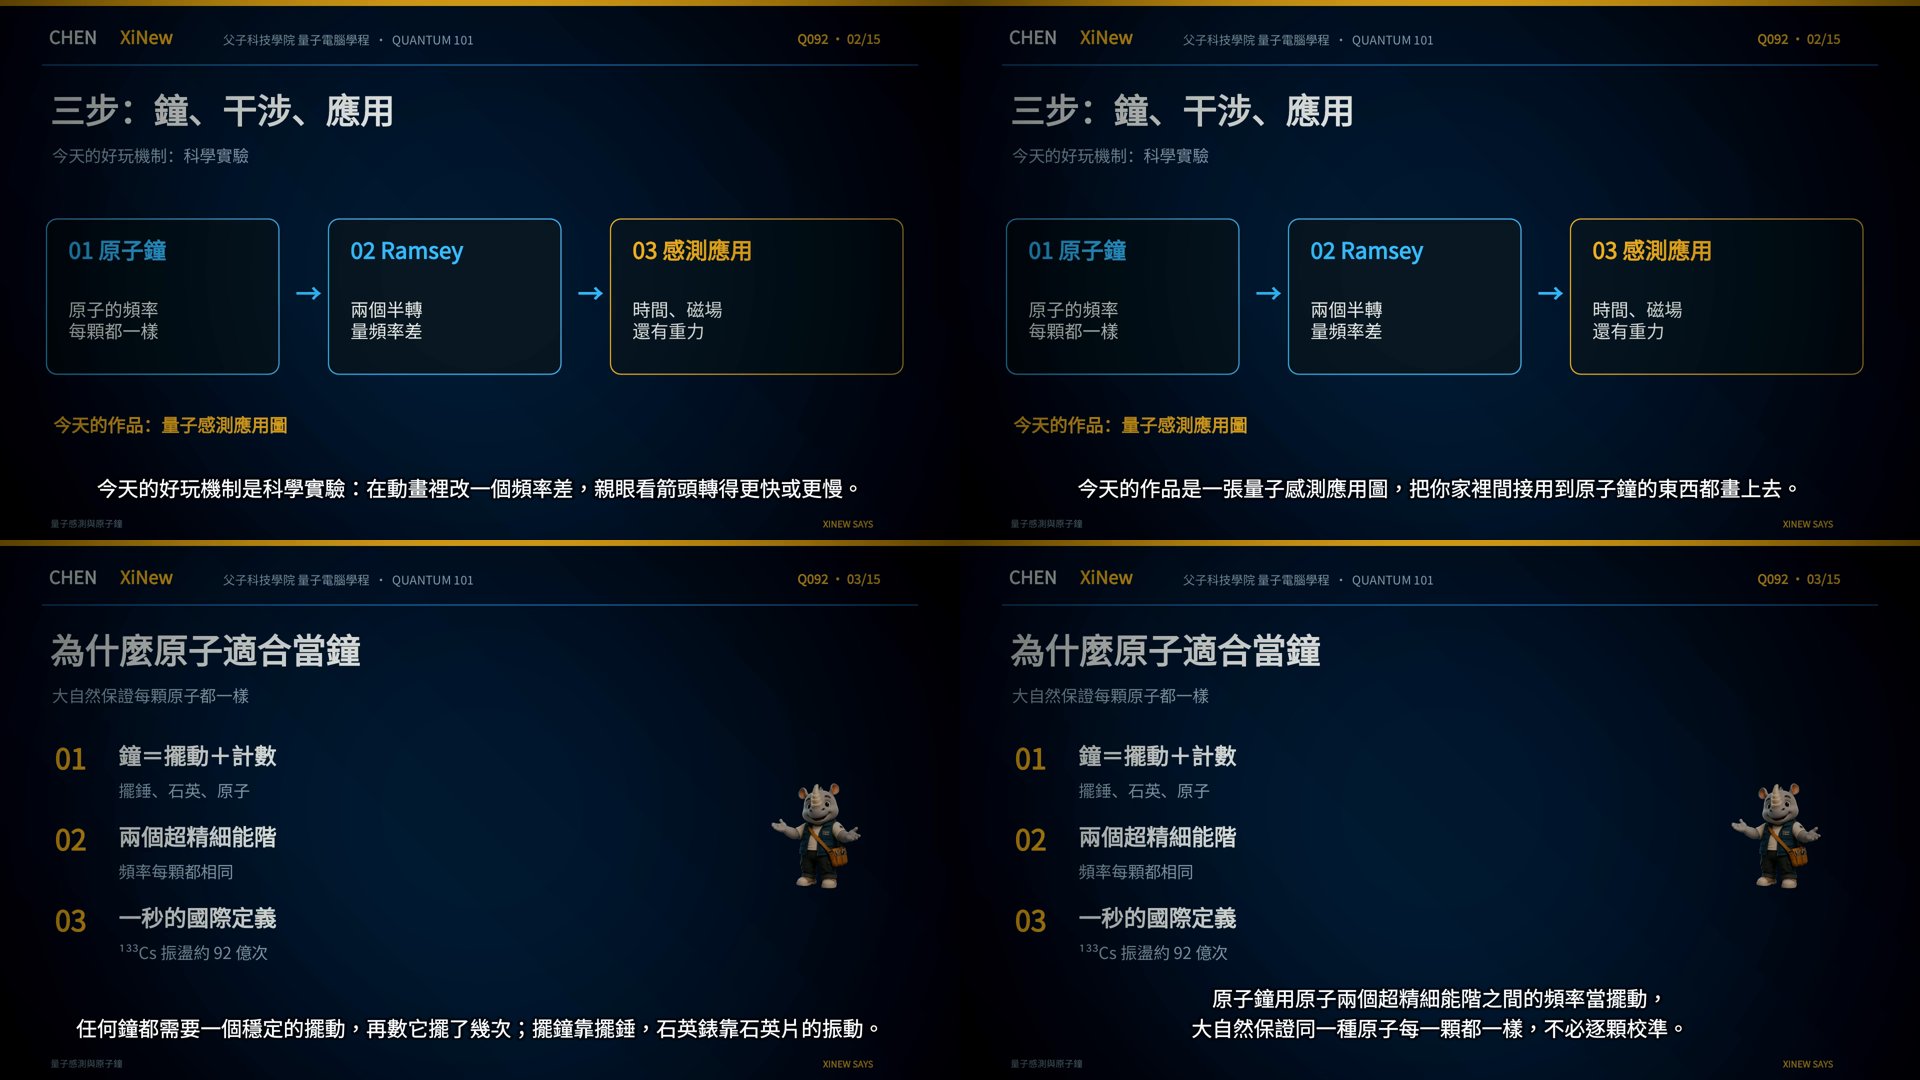 CHEN XiNew 父子科技學院 量子電腦學程 · QUANTUM 101 Q092 · 02/15
三步：鐘、干涉、應用
今天的好玩機制：科學實驗
01 原子鐘
原子的頻率
每顆都一樣
→
02 Ramsey
兩個半轉
量頻率差
→
03 感測應用
時間、磁場
還有重力
今天的作品：量子感測應用圖
今天的好玩機制是科學實驗：在動畫裡改一個頻率差，親眼看箭頭轉得更快或更慢。
量子感測與原子鐘 XINEW SAYS
CHEN XiNew 父子科技學院 量子電腦學程 · QUANTUM 101 Q092 · 02/15
三步：鐘、干涉、應用
今天的好玩機制：科學實驗
01 原子鐘
原子的頻率
每顆都一樣
→
02 Ramsey
兩個半轉
量頻率差
→
03 感測應用
時間、磁場
還有重力
今天的作品：量子感測應用圖
今天的作品是一張量子感測應用圖，把你家裡間接用到原子鐘的東西都畫上去。
量子感測與原子鐘 XINEW SAYS
CHEN XiNew 父子科技學院 量子電腦學程 · QUANTUM 101 Q092 · 03/15
為什麼原子適合當鐘
大自然保證每顆原子都一樣
01 鐘＝擺動＋計數
擺錘、石英、原子
02 兩個超精細能階
頻率每顆都相同
03 一秒的國際定義
¹³³Cs 振盪約 92 億次
任何鐘都需要一個穩定的擺動，再數它擺了幾次；擺鐘靠擺錘，石英錶靠石英片的振動。
量子感測與原子鐘 XINEW SAYS
CHEN XiNew 父子科技學院 量子電腦學程 · QUANTUM 101 Q092 · 03/15
為什麼原子適合當鐘
大自然保證每顆原子都一樣
01 鐘＝擺動＋計數
擺錘、石英、原子
02 兩個超精細能階
頻率每顆都相同
03 一秒的國際定義
¹³³Cs 振盪約 92 億次
原子鐘用原子兩個超精細能階之間的頻率當擺動，
大自然保證同一種原子每一顆都一樣，不必逐顆校準。
量子感測與原子鐘 XINEW SAYS